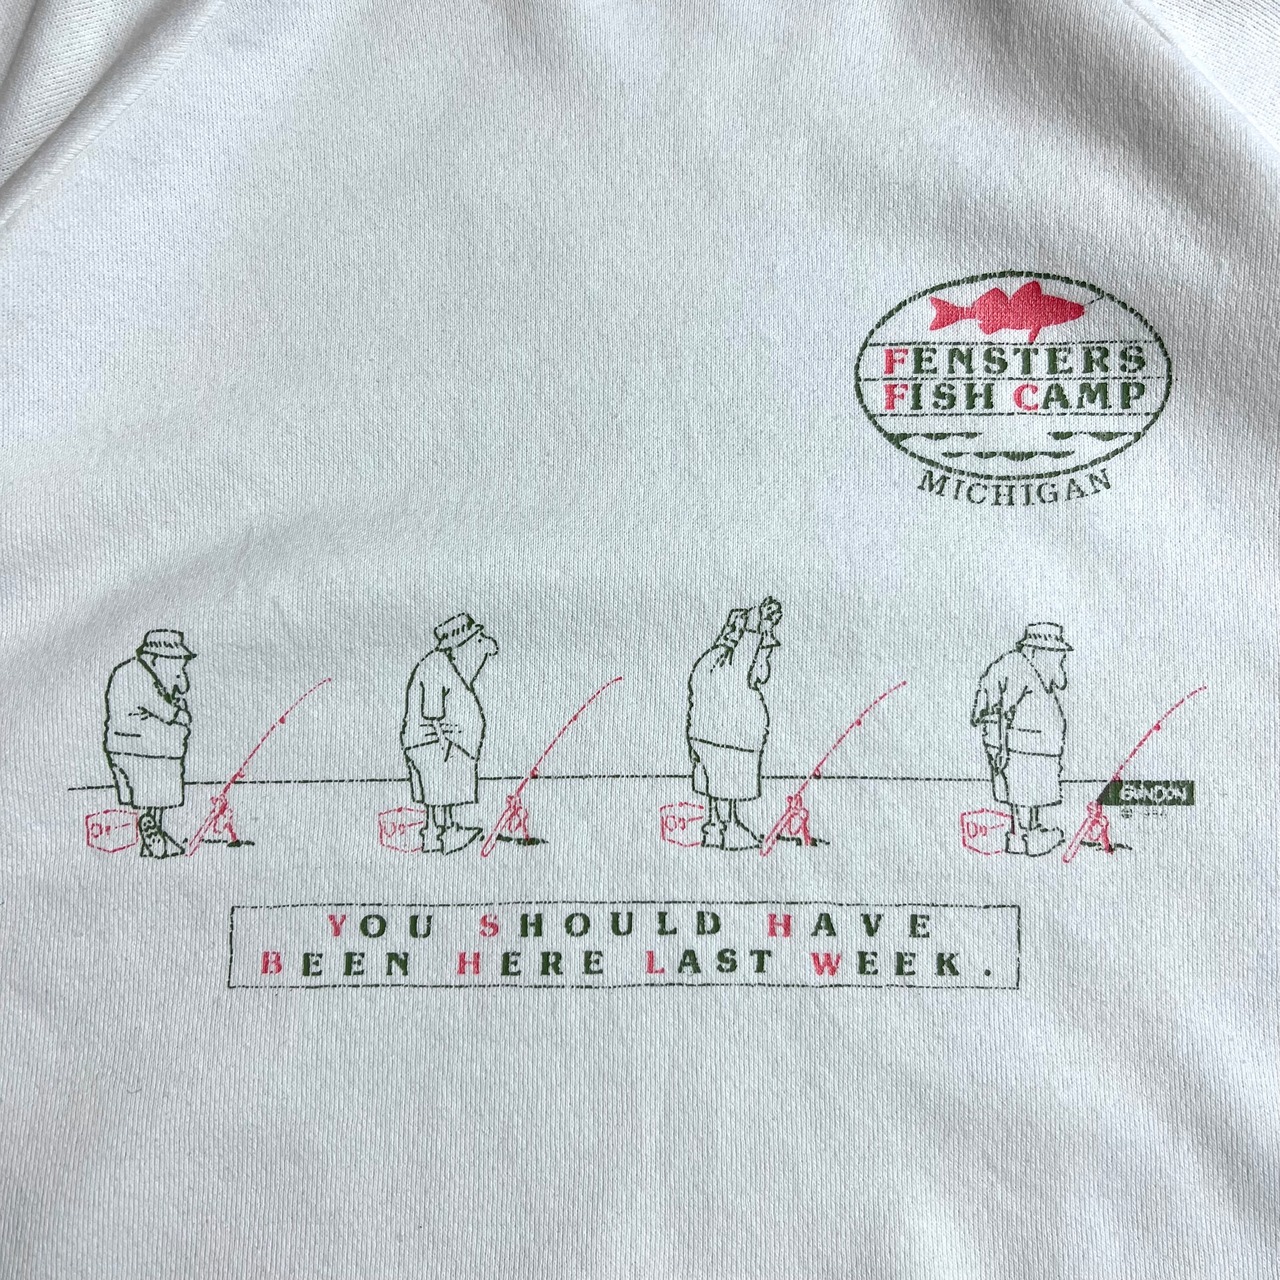 FENSTERS
FISH CAMP
MICHIGAN
YOU SHOULD HAVE
BEEN HERE LAST WEEK.